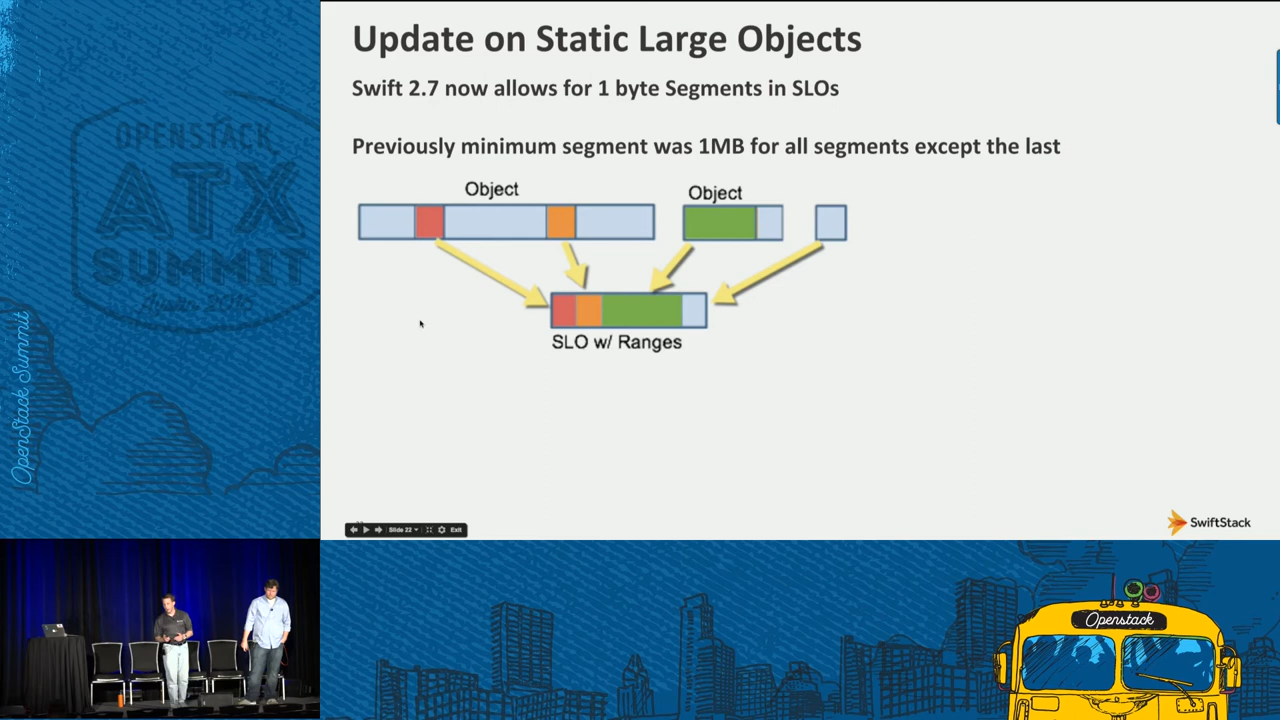 Update on Static Large Objects
Swift 2.7 now allows for 1 byte Segments in SLOs
Previously minimum segment was 1MB for all segments except the last
Object
Object
SLO w/ Ranges
Slide 22
Exit
SwiftStack
OPENSTACK
ATX
SUMMIT
Austin 2016
OpenStack Summit
Openstack